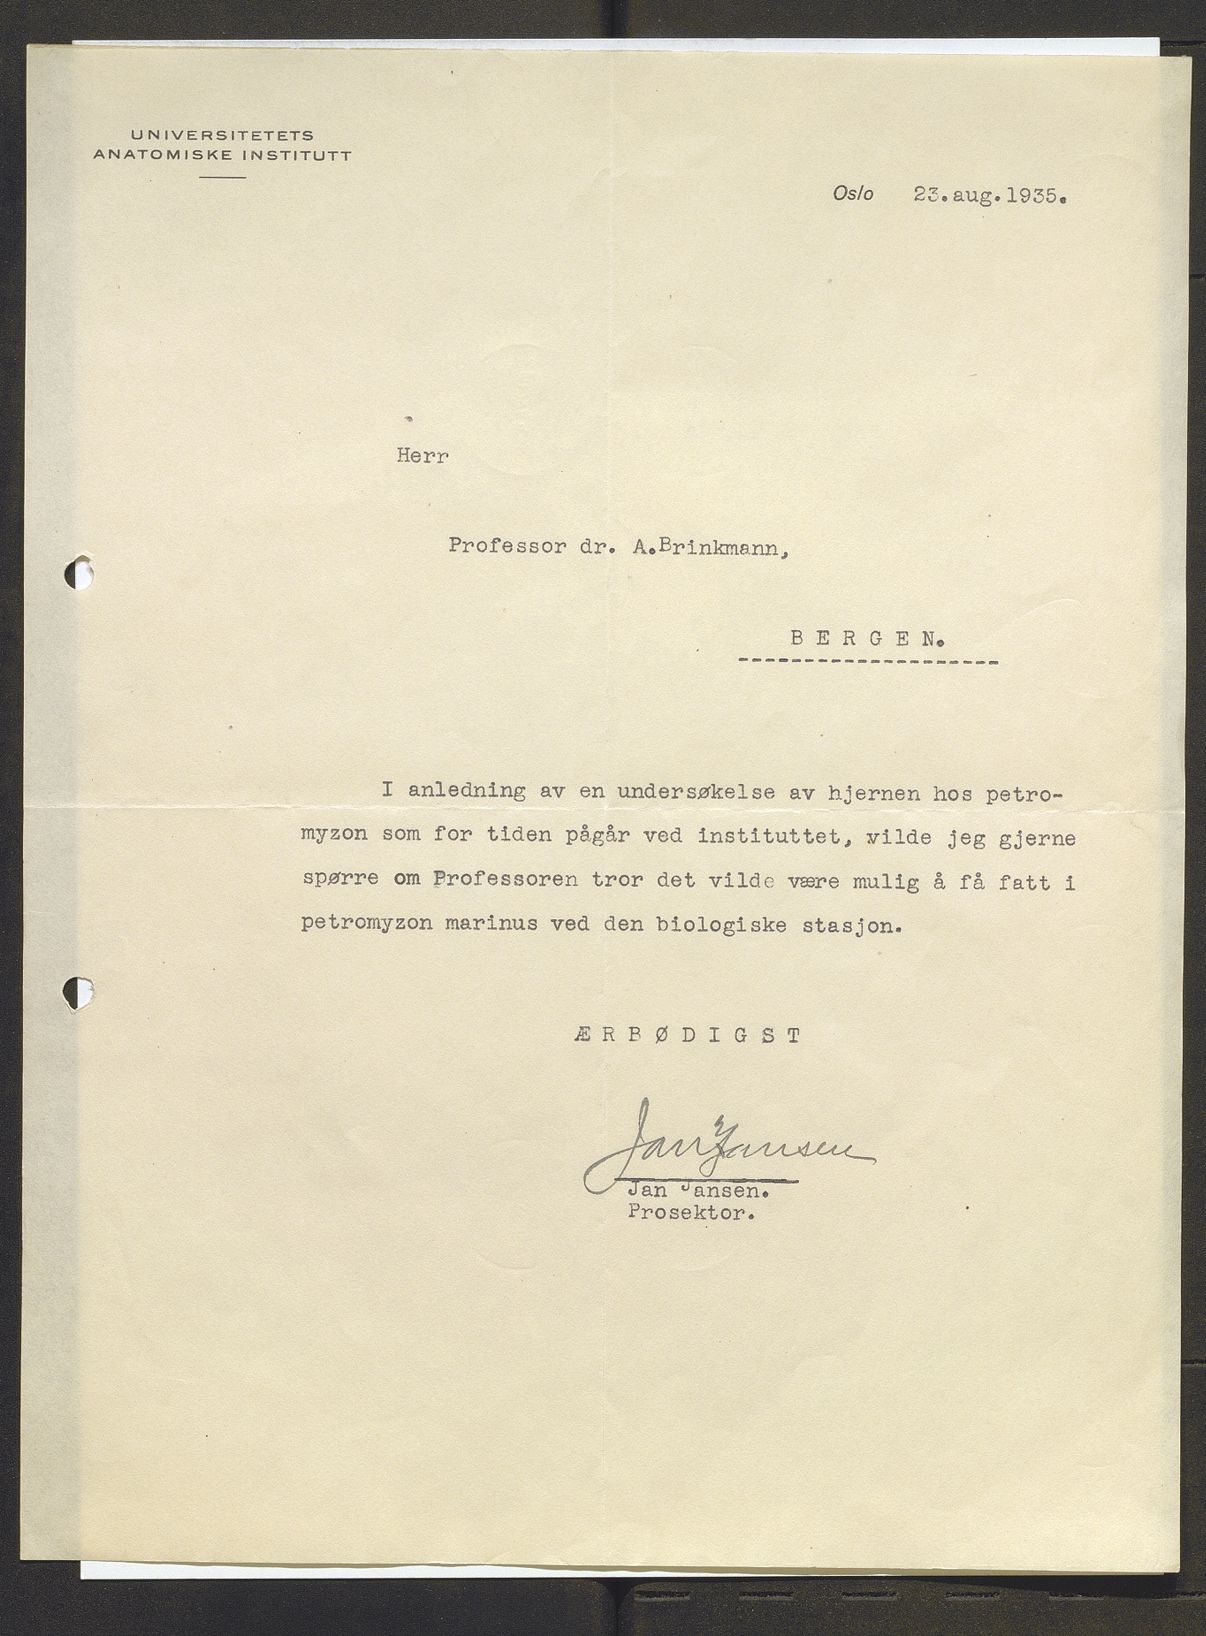 UNIVERSITETETS
ANATOMISKE INSTITUTT
Oslo 23.aug.1935.
Herr
Professor dr. A.Brinkmann,
B E R G E N.
--------------------
I anledning av en undersøkelse av hjernen hos petro-
myzon som for tiden pågår ved instituttet, vilde jeg gjerne
spørre om Professoren tror det vilde være mulig å få fatt i
petromyzon marinus ved den biologiske stasjon.
Æ R B Ø D I G S T
Jan Jansen
Jan Jansen.
Prosektor.